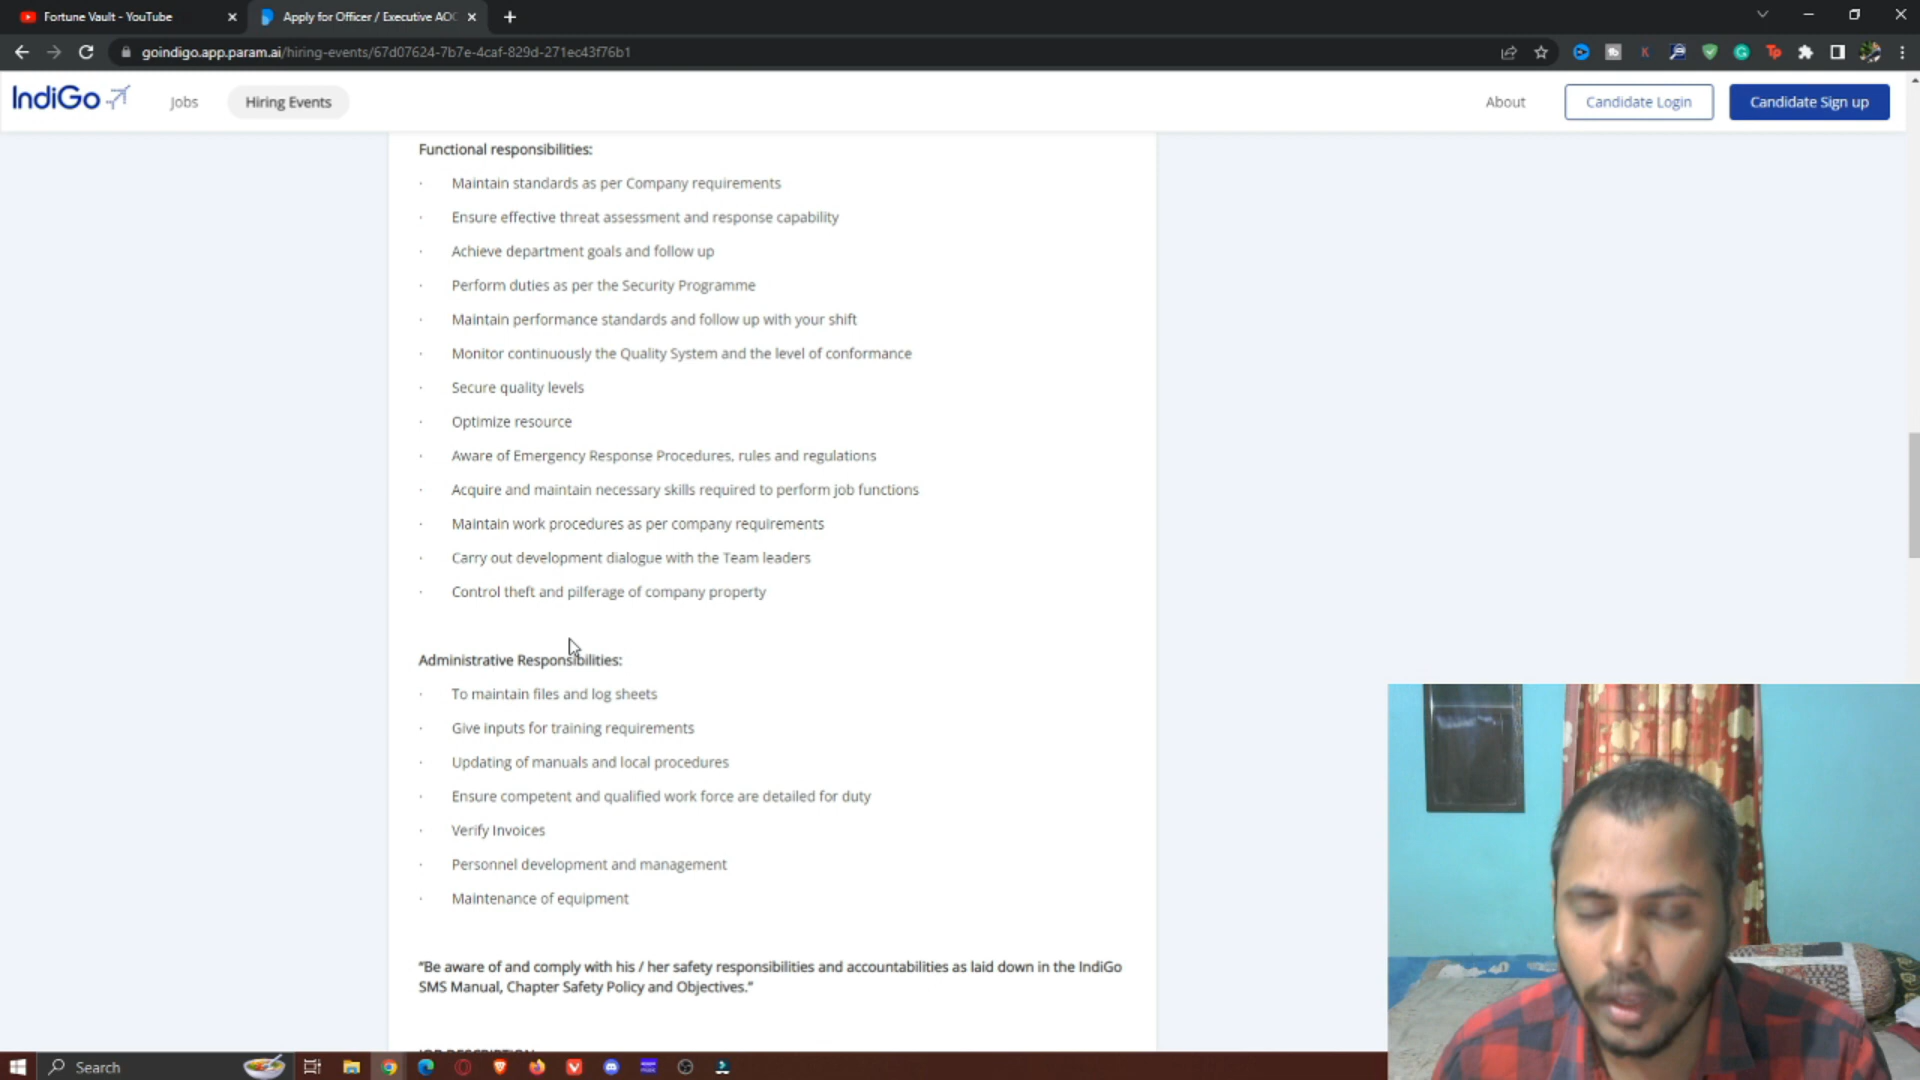 Fortune Vault - YouTube
Apply for Officer / Executive AOC
goindigo.app.param.ai/hiring-events/67d07624-7b7e-4caf-829d-271ec43f76b1
IndiGo
Jobs
Hiring Events
About
Candidate Login
Candidate Sign up
Functional responsibilities:
· Maintain standards as per Company requirements
· Ensure effective threat assessment and response capability
· Achieve department goals and follow up
· Perform duties as per the Security Programme
· Maintain performance standards and follow up with your shift
· Monitor continuously the Quality System and the level of conformance
· Secure quality levels
· Optimize resource
· Aware of Emergency Response Procedures, rules and regulations
· Acquire and maintain necessary skills required to perform job functions
· Maintain work procedures as per company requirements
· Carry out development dialogue with the Team leaders
· Control theft and pilferage of company property
Administrative Responsibilities:
· To maintain files and log sheets
· Give inputs for training requirements
· Updating of manuals and local procedures
· Ensure competent and qualified work force are detailed for duty
· Verify Invoices
· Personnel development and management
· Maintenance of equipment
"Be aware of and comply with his / her safety responsibilities and accountabilities as laid down in the IndiGo
SMS Manual, Chapter Safety Policy and Objectives."
JOB DESCRIPTION
Search